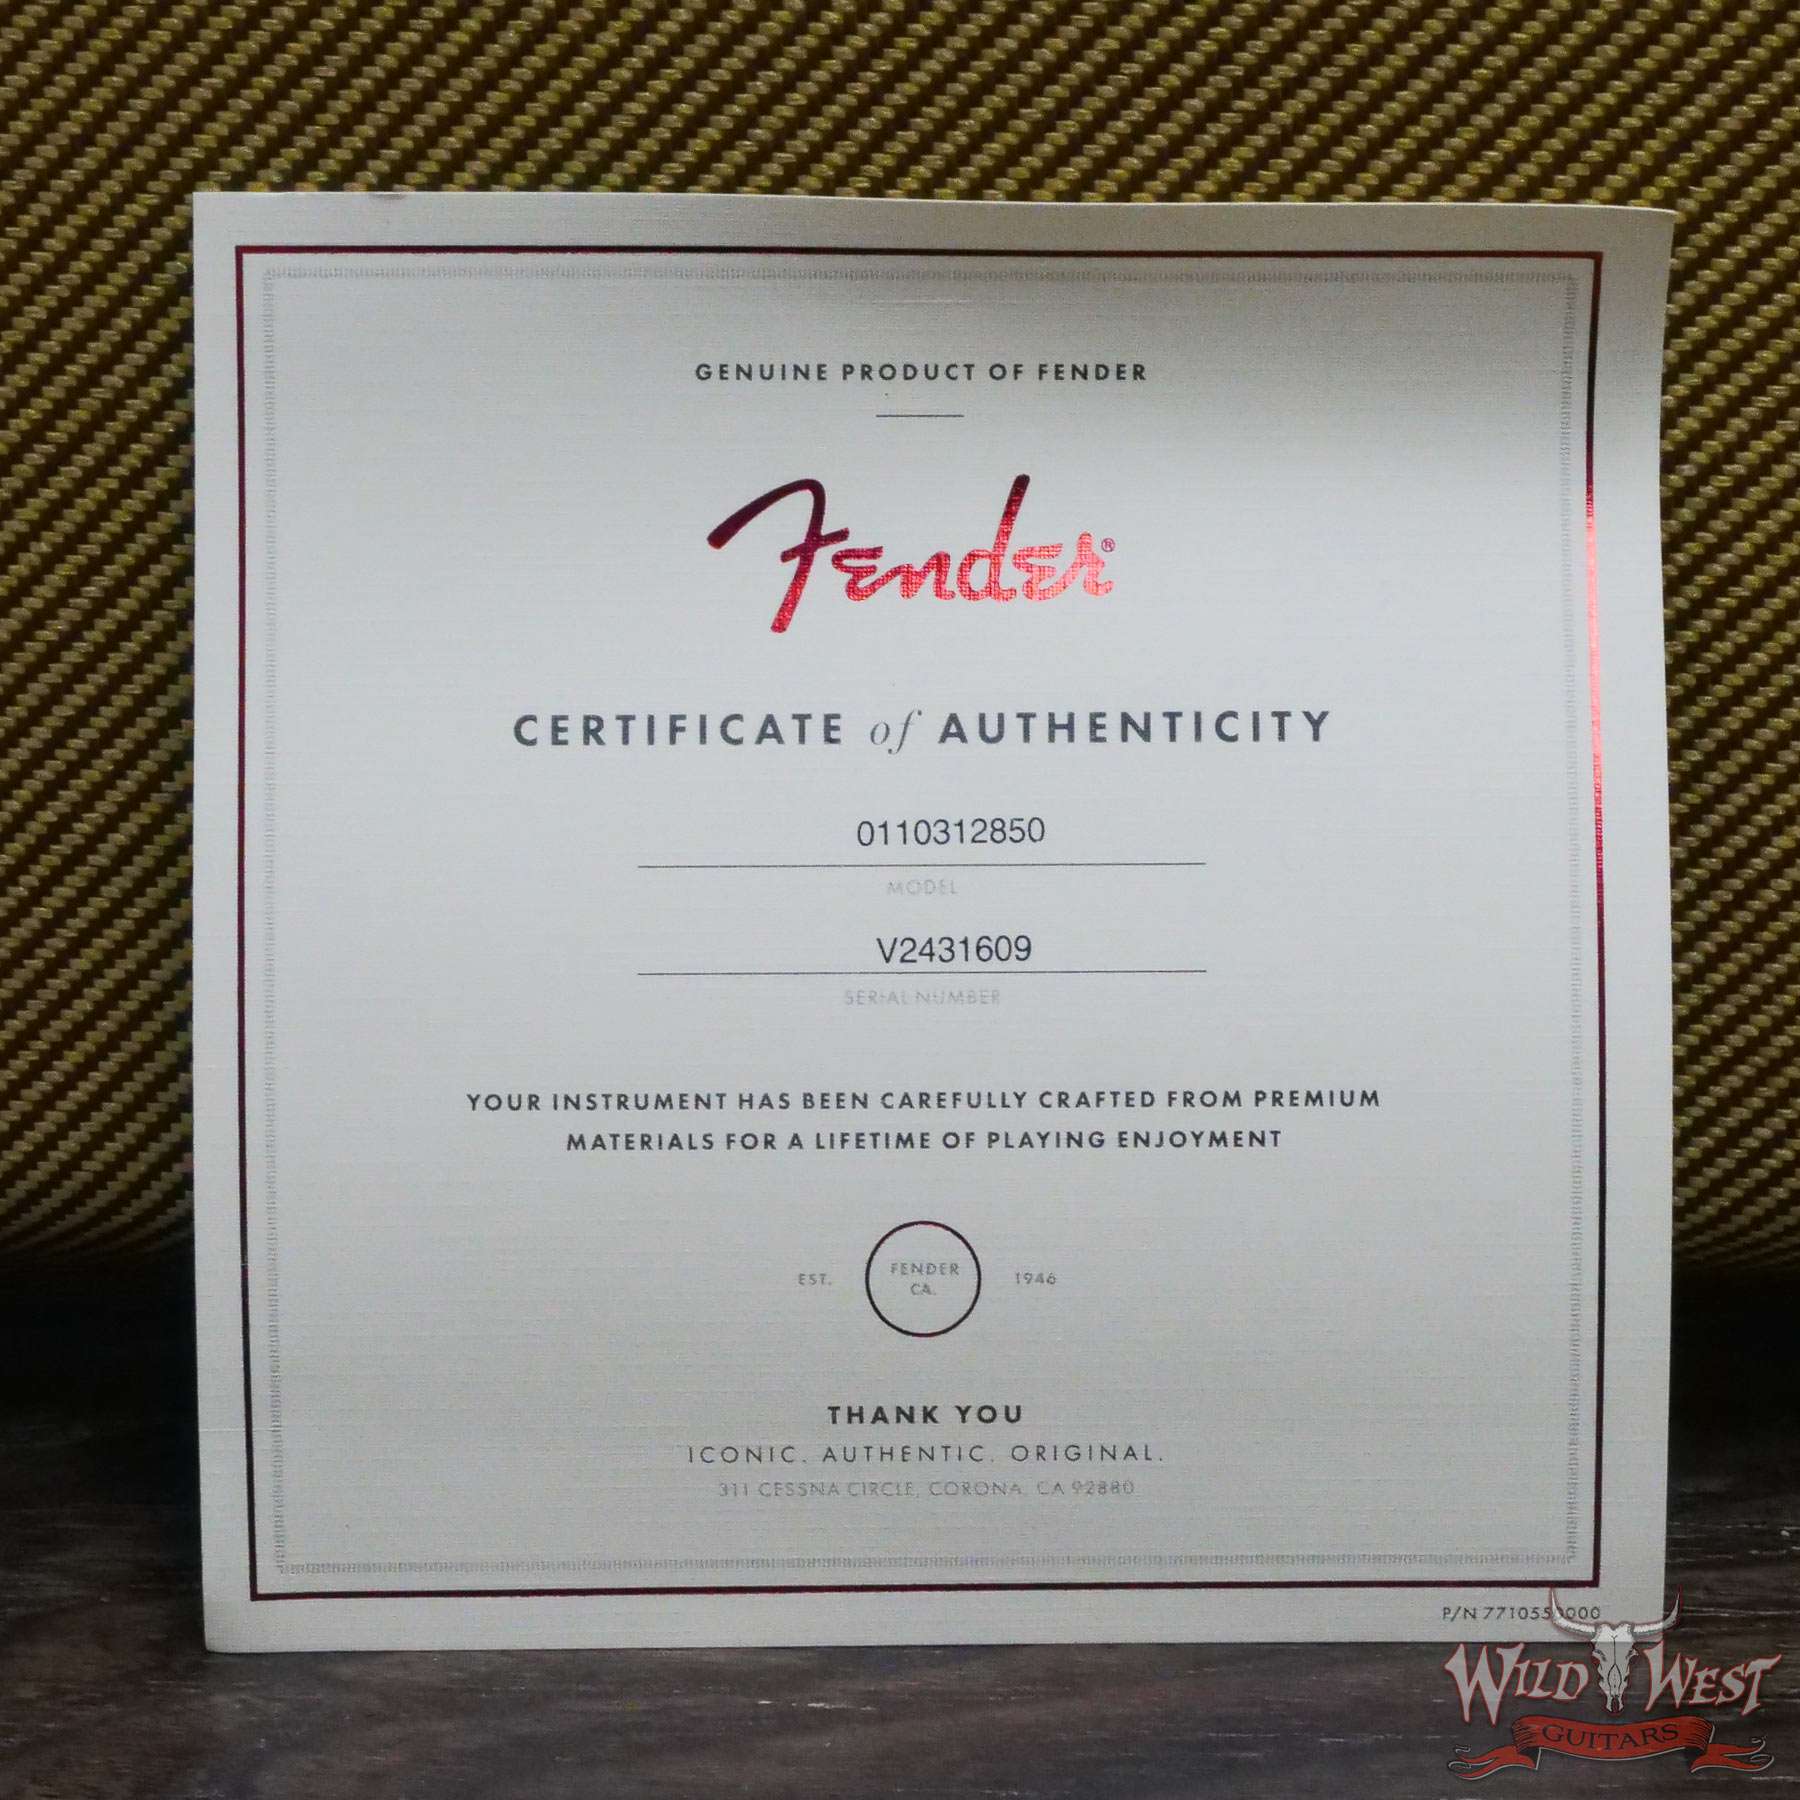 GENUINE PRODUCT OF FENDER
Fender®
CERTIFICATE of AUTHENTICITY
0110312850
MODEL
V2431609
SERIAL NUMBER
YOUR INSTRUMENT HAS BEEN CAREFULLY CRAFTED FROM PREMIUM
MATERIALS FOR A LIFETIME OF PLAYING ENJOYMENT
EST. FENDER CA. 1946
THANK YOU
ICONIC. AUTHENTIC. ORIGINAL.
311 CESSNA CIRCLE, CORONA, CA 92880
P/N 7710550000
WILD WEST
GUITARS